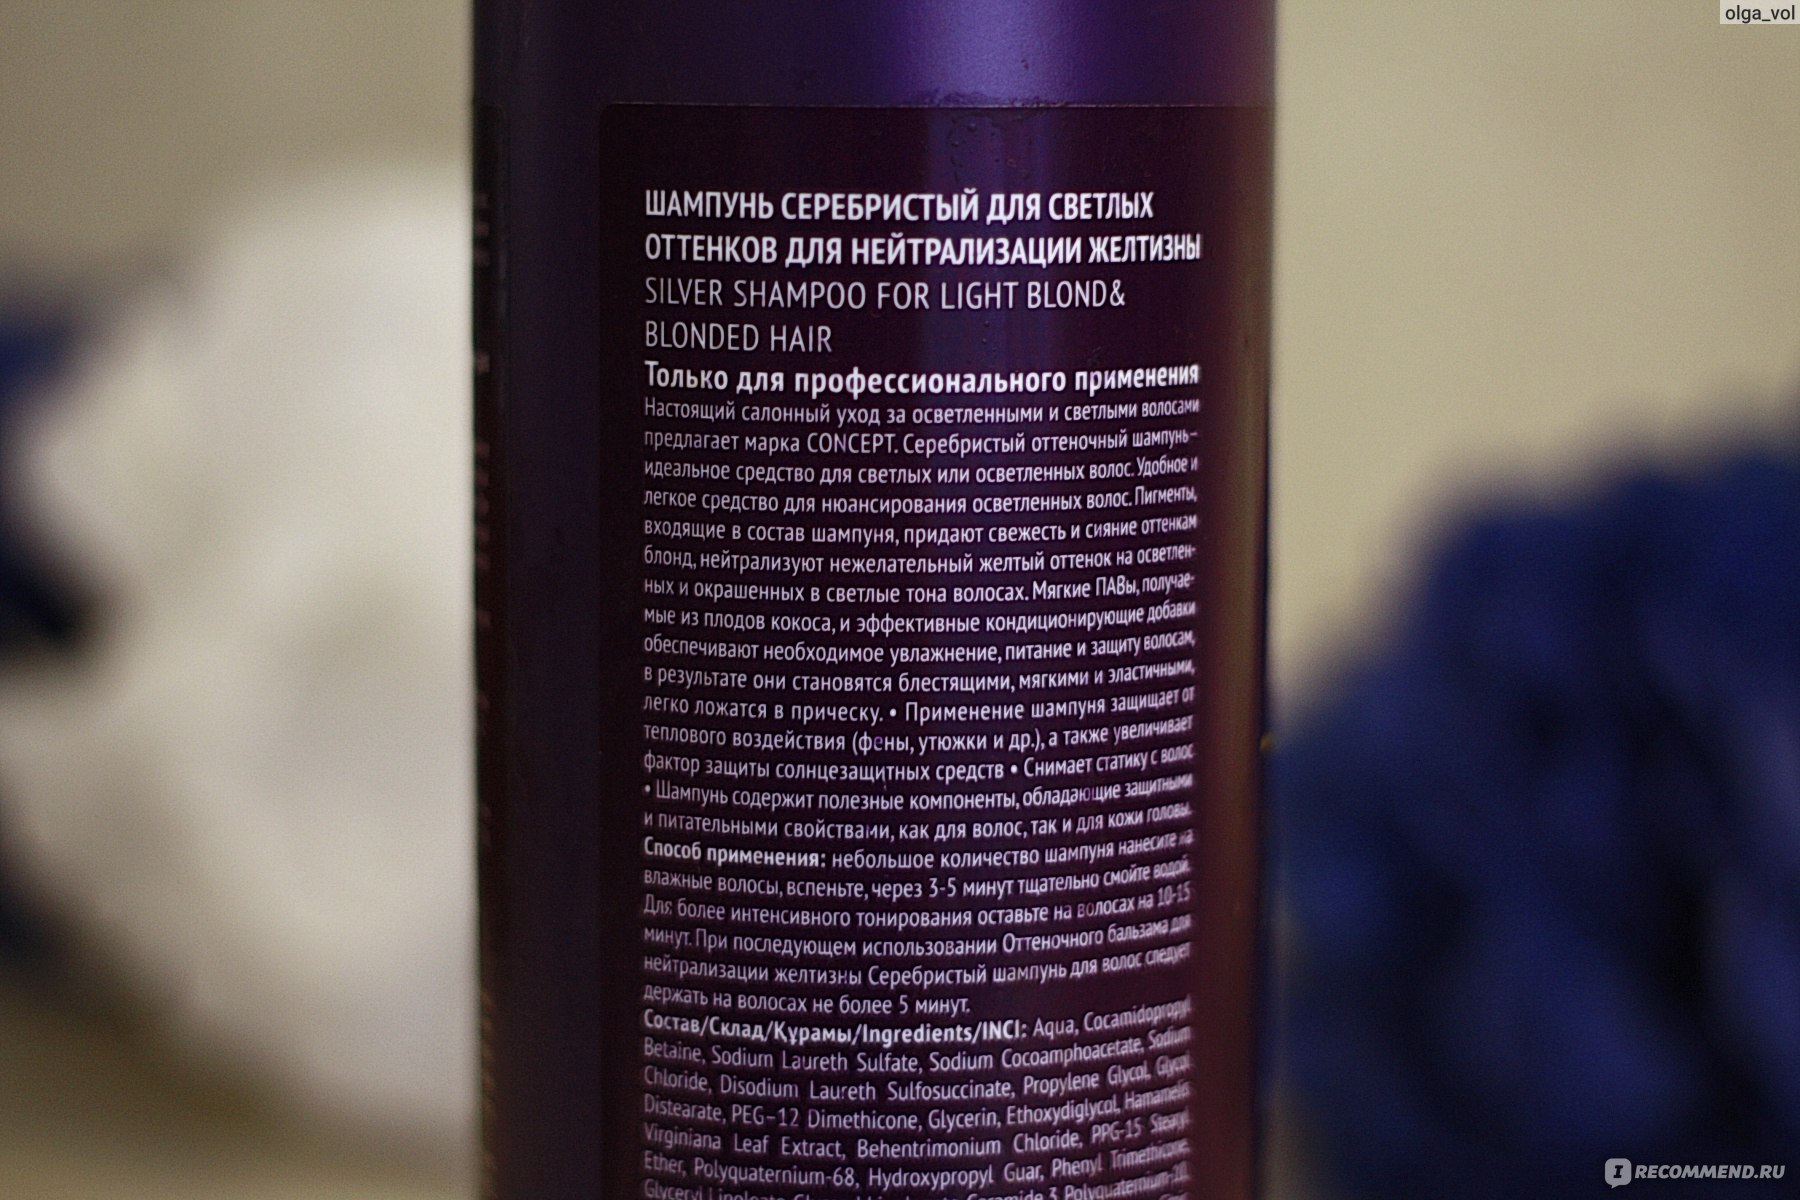 olga_vol
ШАМПУНЬ СЕРЕБРИСТЫЙ ДЛЯ СВЕТЛЫХ
ОТТЕНКОВ ДЛЯ НЕЙТРАЛИЗАЦИИ ЖЕЛТИЗНЫ
SILVER SHAMPOO FOR LIGHT BLOND&
BLONDED HAIR
Только для профессионального применения
Настоящий салонный уход за осветленными и светлыми волосами
предлагает марка CONCEPT. Серебристый оттеночный шампунь–
идеальное средство для светлых или осветленных волос. Удобное и
легкое средство для нюансирования осветленных волос. Пигменты,
входящие в состав шампуня, придают свежесть и сияние оттенкам
блонд, нейтрализуют нежелательный желтый оттенок на осветлен-
ных и окрашенных в светлые тона волосах. Мягкие ПАВы, получае-
мые из плодов кокоса, и эффективные кондиционирующие добавки
обеспечивают необходимое увлажнение, питание и защиту волосам,
в результате они становятся блестящими, мягкими и эластичными,
легко ложатся в прическу. • Применение шампуня защищает от
теплового воздействия (фены, утюжки и др.), а также увеличивает
фактор защиты солнцезащитных средств • Снимает статику с волос
• Шампунь содержит полезные компоненты, обладающие защитными
и питательными свойствами, как для волос, так и для кожи головы.
Способ применения: небольшое количество шампуня нанесите на
влажные волосы, вспеньте, через 3-5 минут тщательно смойте водой.
Для более интенсивного тонирования оставьте на волосах на 10-15
минут. При последующем использовании Оттеночного бальзама для
нейтрализации желтизны Серебристый шампунь для волос следует
держать на волосах не более 5 минут.
Состав/Склад/Құрамы/Ingredients/INCI: Aqua, Cocamidopropyl
Betaine, Sodium Laureth Sulfate, Sodium Cocoamphoacetate, Sodium
Chloride, Disodium Laureth Sulfosuccinate, Propylene Glycol, Glycol
Distearate, PEG–12 Dimethicone, Glycerin, Ethoxydiglycol, Hamamelis
Virginiana Leaf Extract, Behentrimonium Chloride, PPG-15 Stearyl
Ether, Polyquaternium-68, Hydroxypropyl Guar, Phenyl Trimethicone,
Ceramide 3 Polyquaternium-10,
IRECOMMEND.RU